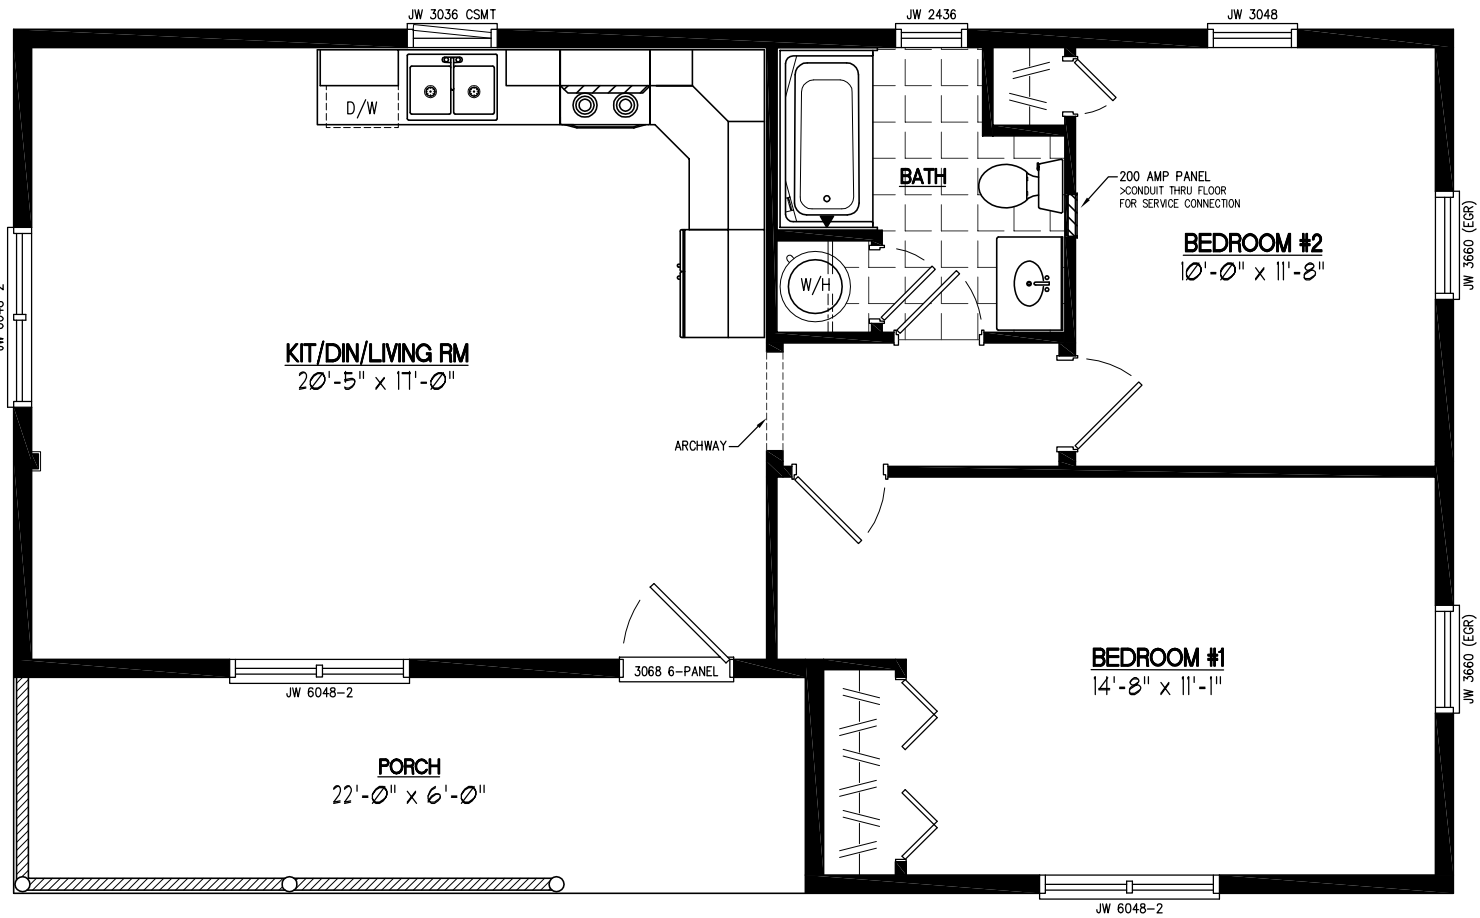 JW 3036 CSMT
JW 2436
JW 3048
D/W
BATH
200 AMP PANEL
>CONDUIT THRU FLOOR
FOR SERVICE CONNECTION
BEDROOM #2
10'-0" x 11'-8"
JW 3660 (EGR)
W/H
KIT/DIN/LIVING RM
20'-5" x 17'-0"
ARCHWAY
BEDROOM #1
14'-8" x 11'-1"
JW 3660 (EGR)
3068 6-PANEL
JW 6048-2
PORCH
22'-0" x 6'-0"
JW 6048-2